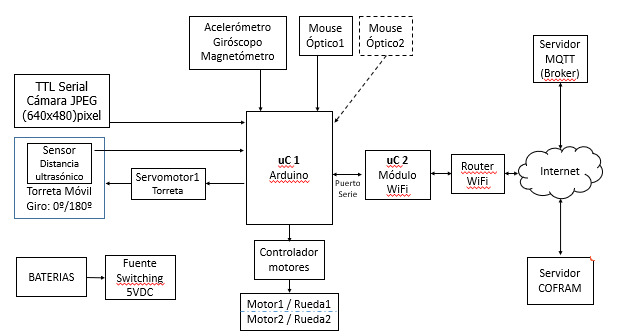 Acelerómetro
Giróscopo
Magnetómetro
Mouse
Óptico1
Mouse
Óptico2
Servidor
MQTT
(Broker)
TTL Serial
Cámara JPEG
(640x480)pixel
Sensor
Distancia
ultrasónico
Torreta Móvil
Giro: 0º/180º
Servomotor1
Torreta
uC 1
Arduino
Puerto
Serie
uC 2
Módulo
WiFi
Router
WiFi
Internet
Controlador
motores
BATERIAS
Fuente
Switching
5VDC
Motor1 / Rueda1
Motor2 / Rueda2
Servidor
COFRAM